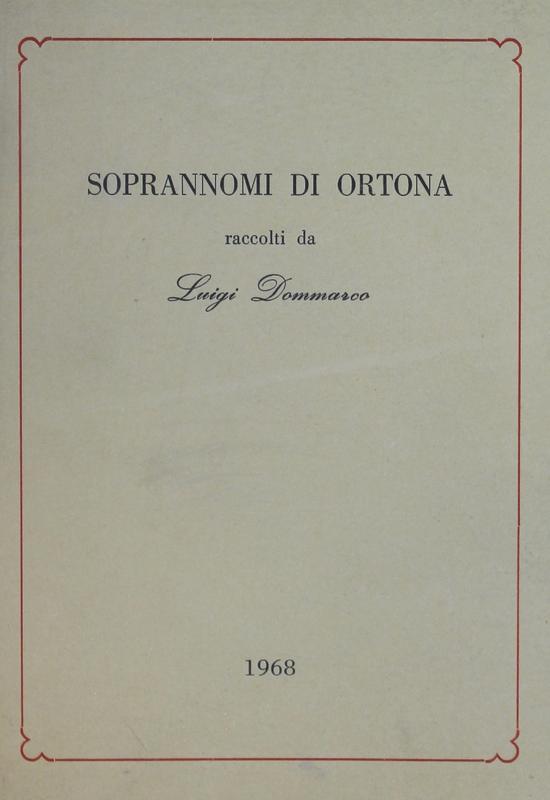 SOPRANNOMI DI ORTONA
raccolti da
Luigi Dommarco
1968